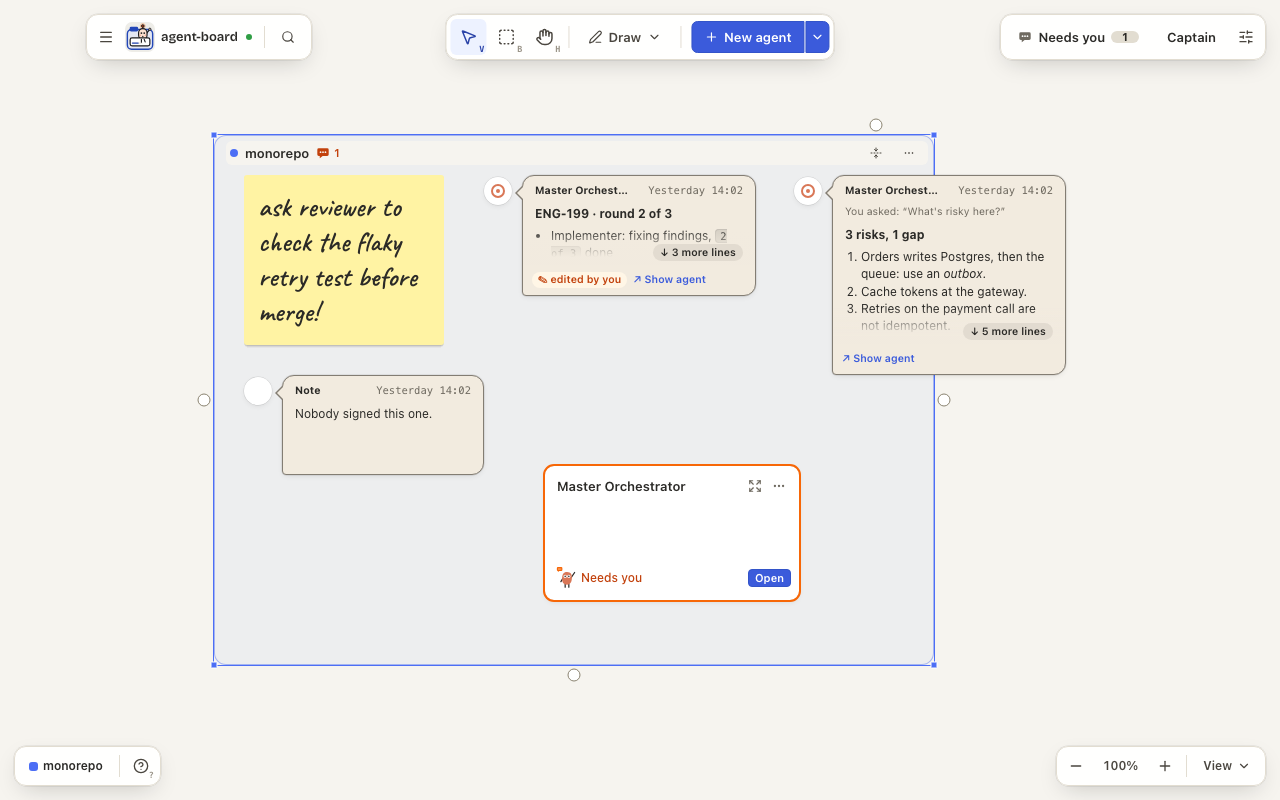 agent-board
V
B
H
Draw
New agent
Needs you 1
Captain
monorepo 1
ask reviewer to
check the flaky
retry test before
merge!
Master Orchest... Yesterday 14:02
ENG-199 · round 2 of 3
• Implementer: fixing findings, 2
of 3 done
↓ 3 more lines
✎ edited by you ↗ Show agent
Master Orchest... Yesterday 14:02
You asked: “What's risky here?”
3 risks, 1 gap
1. Orders writes Postgres, then the
queue: use an outbox.
2. Cache tokens at the gateway.
3. Retries on the payment call are
not idempotent.
↓ 5 more lines
↗ Show agent
Note Yesterday 14:02
Nobody signed this one.
Master Orchestrator
Needs you
Open
monorepo
?
100%
View